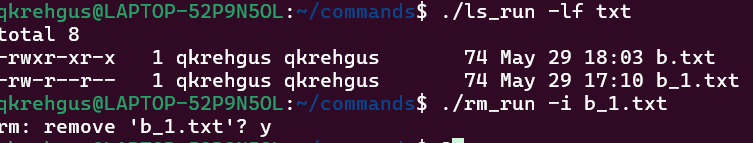 qkrehgus@LAPTOP-52P9N5OL:~/commands$ ./ls_run -lf txt
total 8
-rwxr-xr-x   1 qkrehgus qkrehgus      74 May 29 18:03 b.txt
-rw-r--r--   1 qkrehgus qkrehgus      74 May 29 17:10 b_1.txt
qkrehgus@LAPTOP-52P9N5OL:~/commands$ ./rm_run -i b_1.txt
rm: remove 'b_1.txt'? y